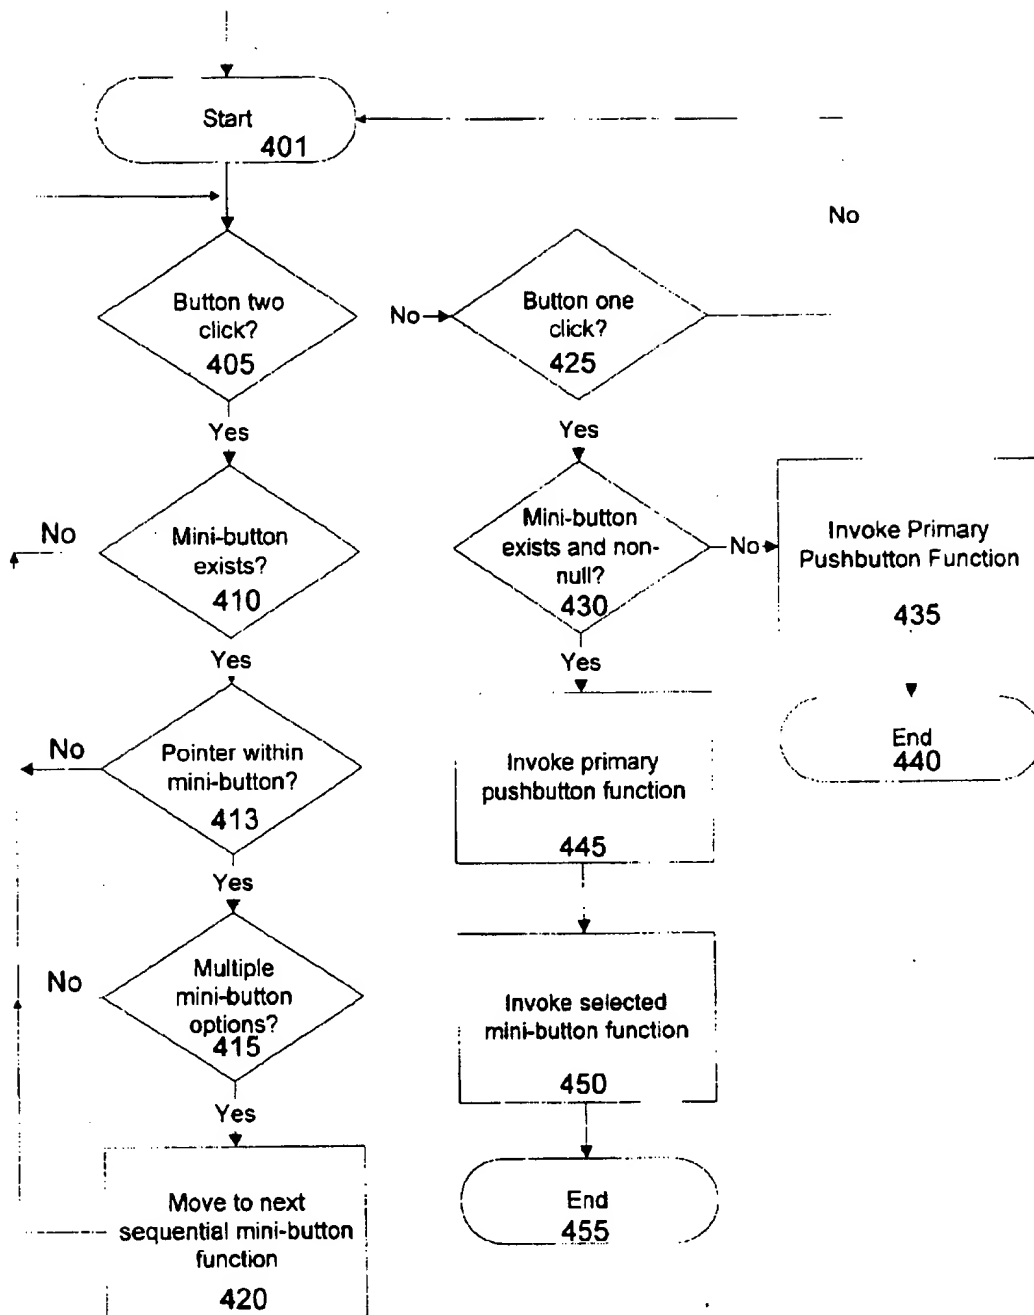 Start
401
No
Button two
click?
405
No
Button one
click?
425
Yes
Yes
No
Mini-button
exists?
410
Mini-button
exists and non-
null?
430
No
Invoke Primary
Pushbutton Function
435
Yes
Yes
End
440
No
Pointer within
mini-button?
413
Invoke primary
pushbutton function
445
Yes
No
Multiple
mini-button
options?
415
Invoke selected
mini-button function
450
Yes
Move to next
sequential mini-button
function
420
End
455